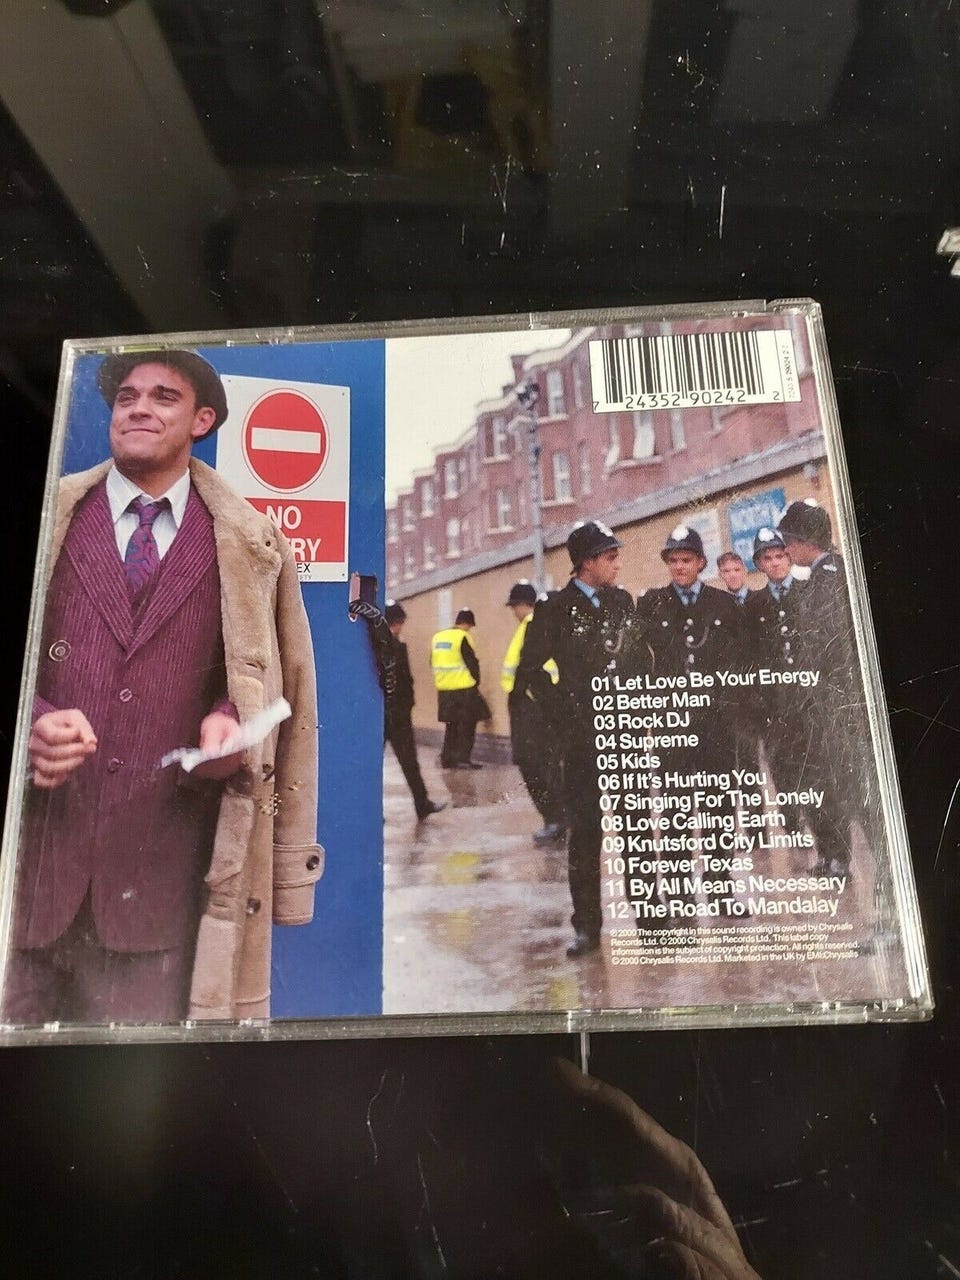 NO
RY
EX
7 24352 90242 2
01 Let Love Be Your Energy
02 Better Man
03 Rock DJ
04 Supreme
05 Kids
06 If It's Hurting You
07 Singing For The Lonely
08 Love Calling Earth
09 Knutsford City Limits
10 Forever Texas
11 By All Means Necessary
12 The Road To Mandalay
℗ 2000 The copyright in this sound recording is owned by Chrysalis
Records Ltd. © 2000 Chrysalis Records Ltd. This label copy
information is the subject of copyright protection. All rights reserved.
© 2000 Chrysalis Records Ltd. Marketed in the UK by EMI:Chrysalis